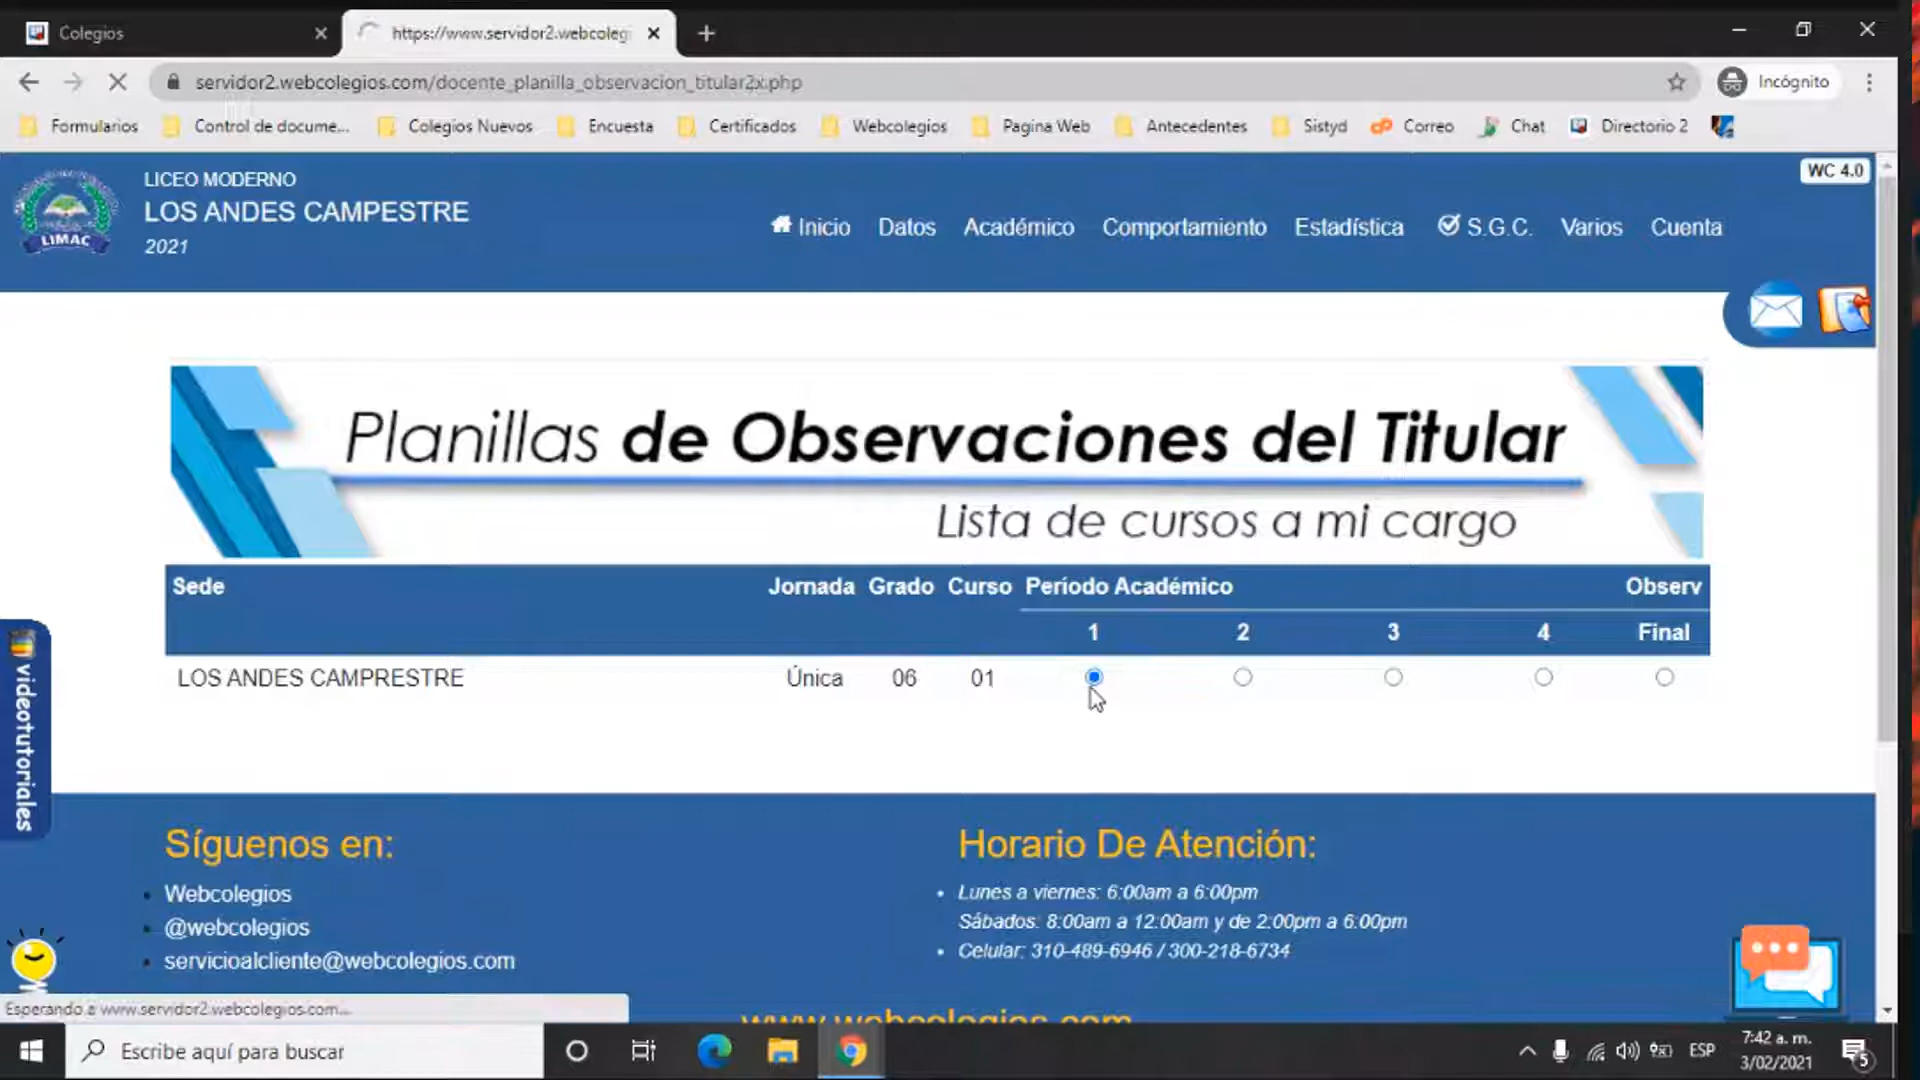 Colegios
https://www.servidor2.webcoleg
servidor2.webcolegios.com/docente_planilla_observacion_titular2x.php
Incógnito
Formularios
Control de docume...
Colegios Nuevos
Encuesta
Certificados
Webcolegios
Pagina Web
Antecedentes
Sistyd
Correo
Chat
Directorio 2
WC 4.0
LICEO MODERNO
LOS ANDES CAMPESTRE
2021
LIMAC
Inicio
Datos
Académico
Comportamiento
Estadística
S.G.C.
Varios
Cuenta
Planillas de Observaciones del Titular
Lista de cursos a mi cargo
Sede Jornada Grado Curso Período Académico Observ
1 2 3 4 Final
LOS ANDES CAMPRESTRE Única 06 01
videotutoriales
Síguenos en:
Webcolegios
@webcolegios
servicioalcliente@webcolegios.com
Horario De Atención:
Lunes a viernes: 6:00am a 6:00pm
Sábados: 8:00am a 12:00am y de 2:00pm a 6:00pm
Celular: 310-489-6946 / 300-218-6734
www.webcolegios.com
Esperando a www.servidor2.webcolegios.com...
Escribe aquí para buscar
ESP
7:42 a. m.
3/02/2021
5